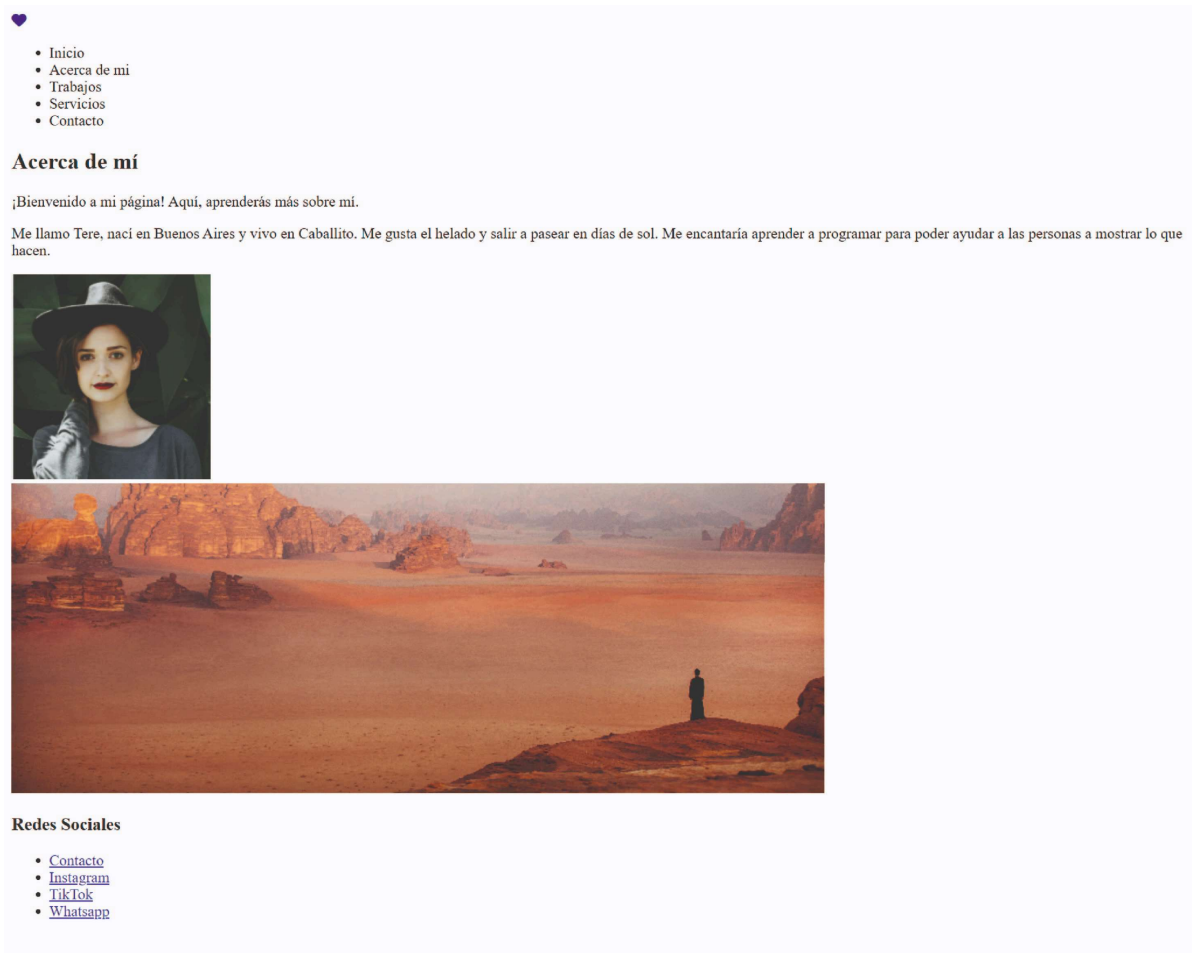 Inicio
Acerca de mi
Trabajos
Servicios
Contacto
Acerca de mí
¡Bienvenido a mi página! Aquí, aprenderás más sobre mí.
Me llamo Tere, nací en Buenos Aires y vivo en Caballito. Me gusta el helado y salir a pasear en días de sol. Me encantaría aprender a programar para poder ayudar a las personas a mostrar lo que
hacen.
Redes Sociales
Contacto
Instagram
TikTok
Whatsapp